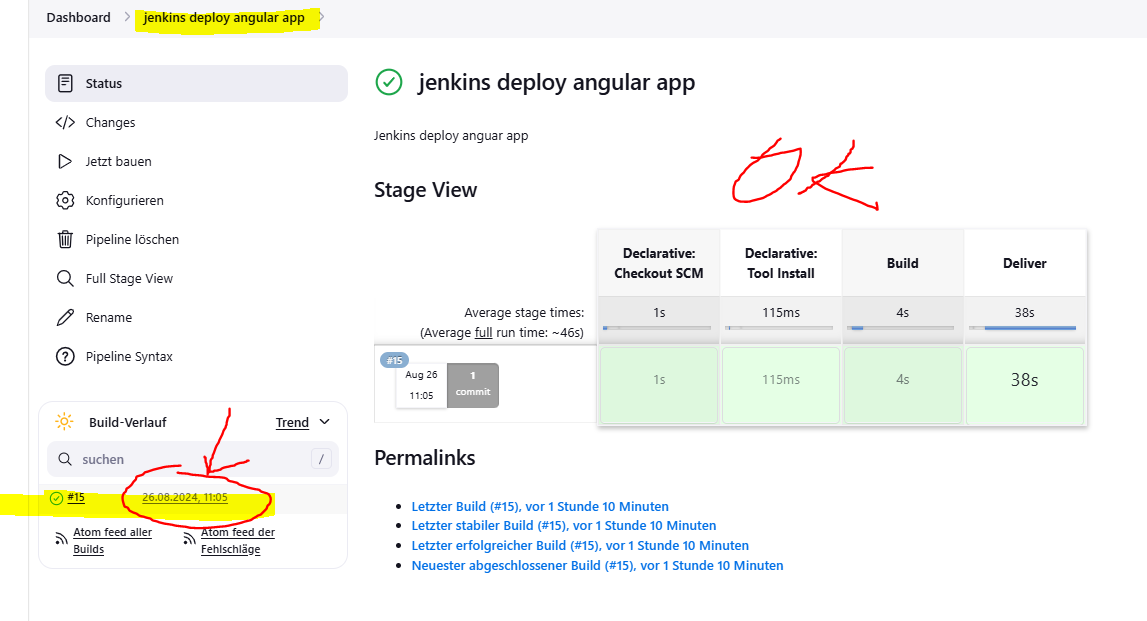 Dashboard > jenkins deploy angular app >
Status
Changes
Jetzt bauen
Konfigurieren
Pipeline löschen
Full Stage View
Rename
Pipeline Syntax
Build-Verlauf
Trend
suchen
/
#15
26.08.2024, 11:05
Atom feed aller
Builds
Atom feed der
Fehlschläge
jenkins deploy angular app
Jenkins deploy anguar app
OK
Stage View
Declarative:
Checkout SCM
Declarative:
Tool Install
Build
Deliver
Average stage times:
1s
115ms
4s
38s
(Average full run time: ~46s)
#15
Aug 26
11:05
1
commit
1s
115ms
4s
38s
Permalinks
Letzter Build (#15), vor 1 Stunde 10 Minuten
Letzter stabiler Build (#15), vor 1 Stunde 10 Minuten
Letzter erfolgreicher Build (#15), vor 1 Stunde 10 Minuten
Neuester abgeschlossener Build (#15), vor 1 Stunde 10 Minuten